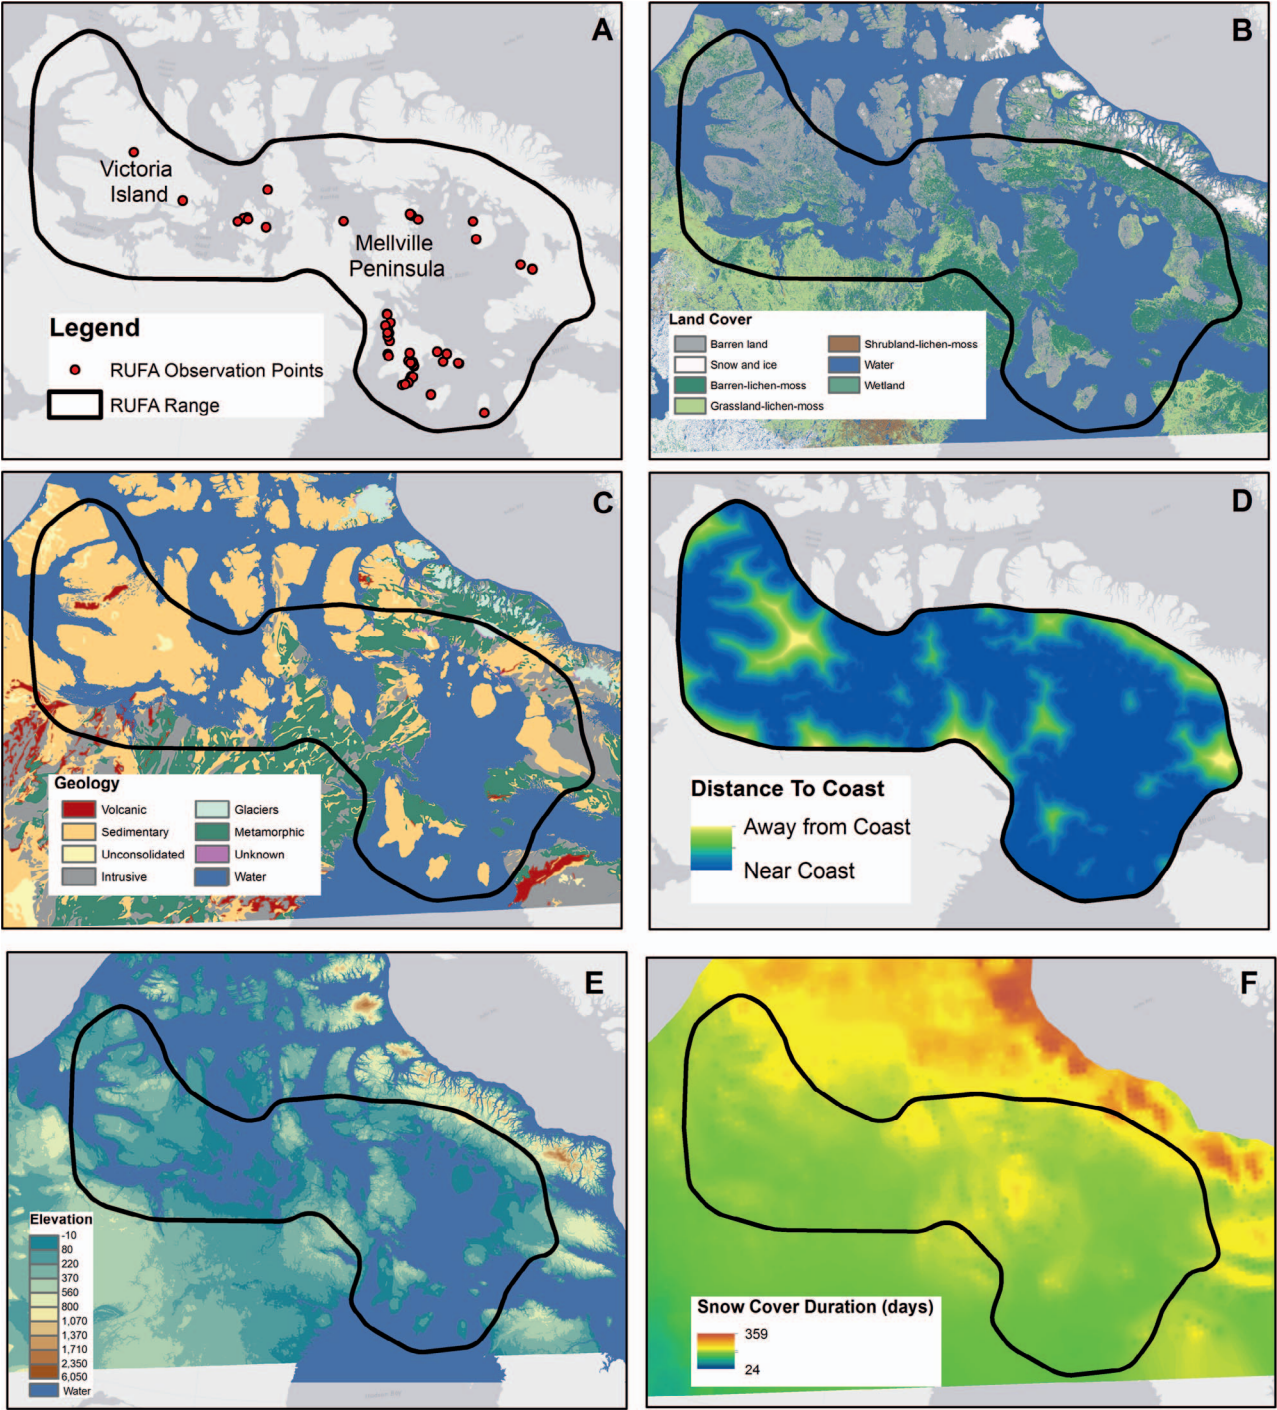 A
Victoria
Island
Mellville
Peninsula
Legend
RUFA Observation Points
RUFA Range
B
Land Cover
Barren land
Shrubland-lichen-moss
Snow and ice
Water
Barren-lichen-moss
Wetland
Grassland-lichen-moss
C
Geology
Volcanic
Glaciers
Sedimentary
Metamorphic
Unconsolidated
Unknown
Intrusive
Water
D
Distance To Coast
Away from Coast
Near Coast
E
Elevation
-10
80
220
370
560
800
1,070
1,370
1,710
2,350
6,050
Water
F
Snow Cover Duration (days)
359
24